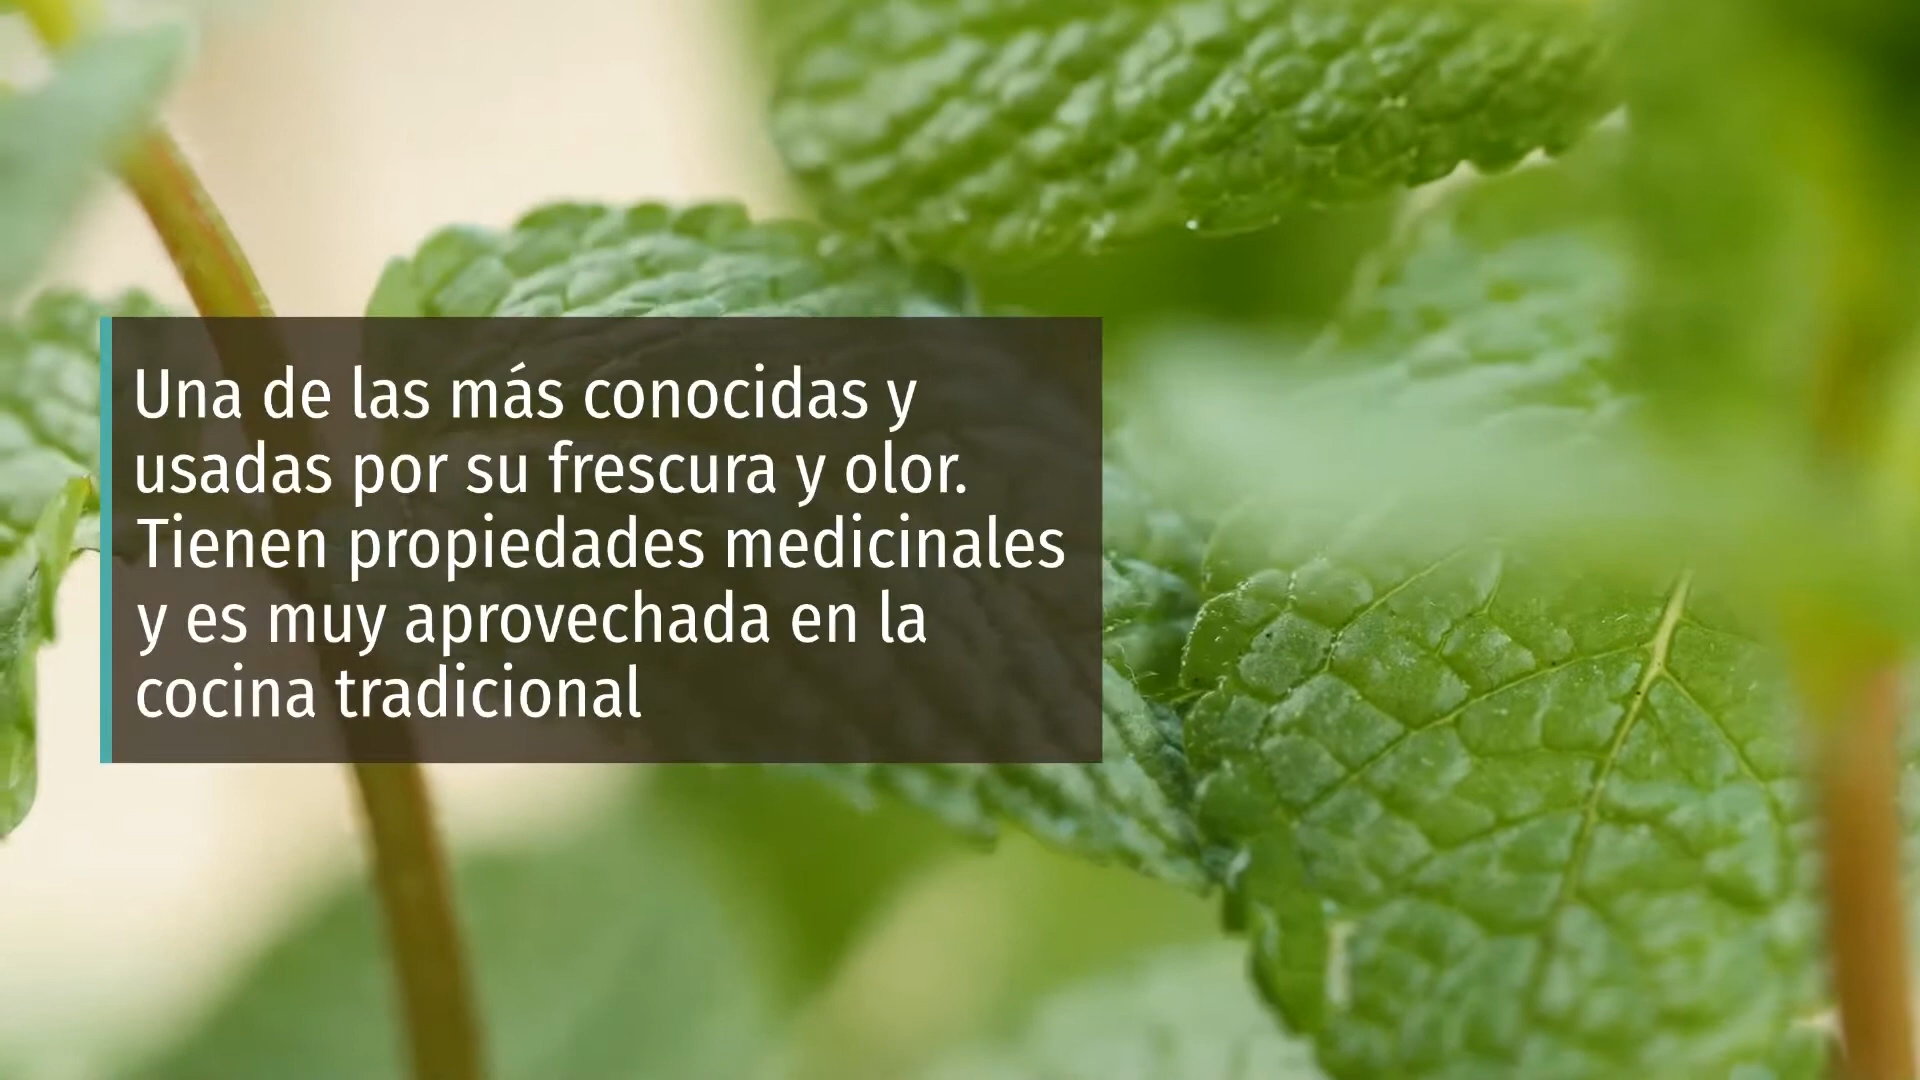 Una de las más conocidas y
usadas por su frescura y olor.
Tienen propiedades medicinales
y es muy aprovechada en la
cocina tradicional